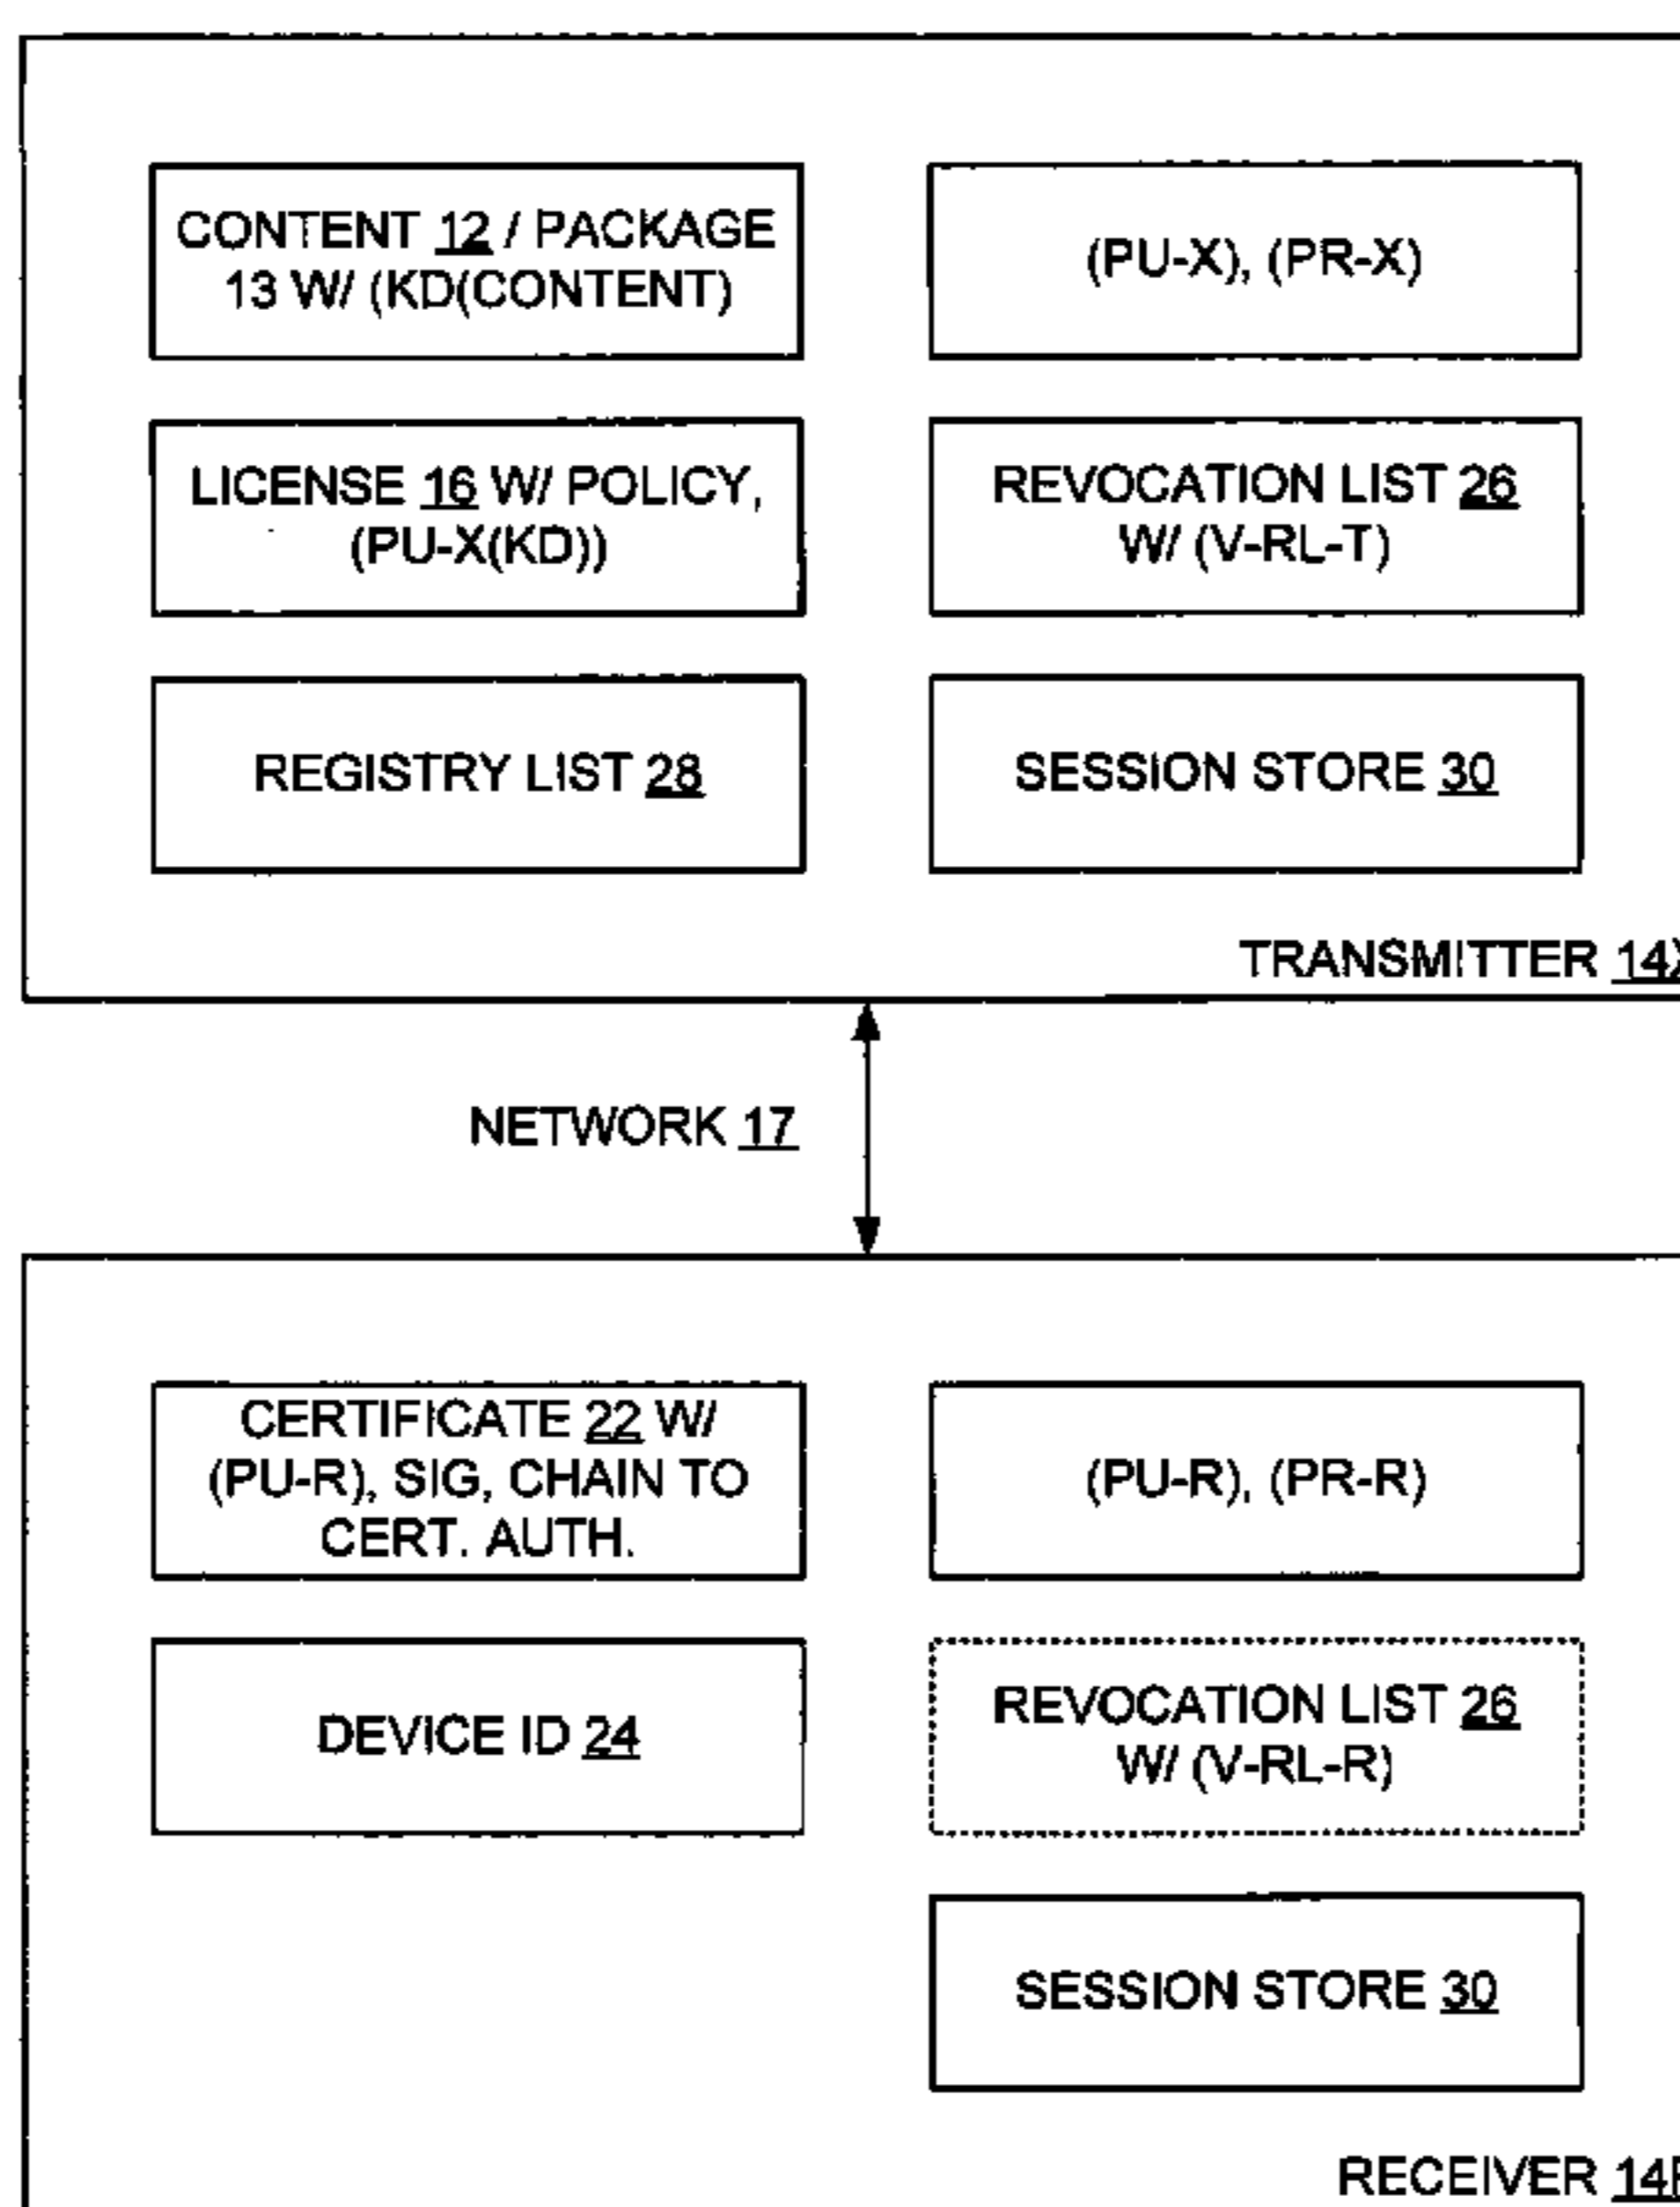 CONTENT 12 / PACKAGE
13 W/ (KD(CONTENT)
(PU-X), (PR-X)
LICENSE 16 W/ POLICY,
(PU-X(KD))
REVOCATION LIST 26
W/ (V-RL-T)
REGISTRY LIST 28
SESSION STORE 30
TRANSMITTER 14X
NETWORK 17
CERTIFICATE 22 W/
(PU-R), SIG, CHAIN TO
CERT. AUTH.
(PU-R), (PR-R)
DEVICE ID 24
REVOCATION LIST 26
W/ (V-RL-R)
SESSION STORE 30
RECEIVER 14R